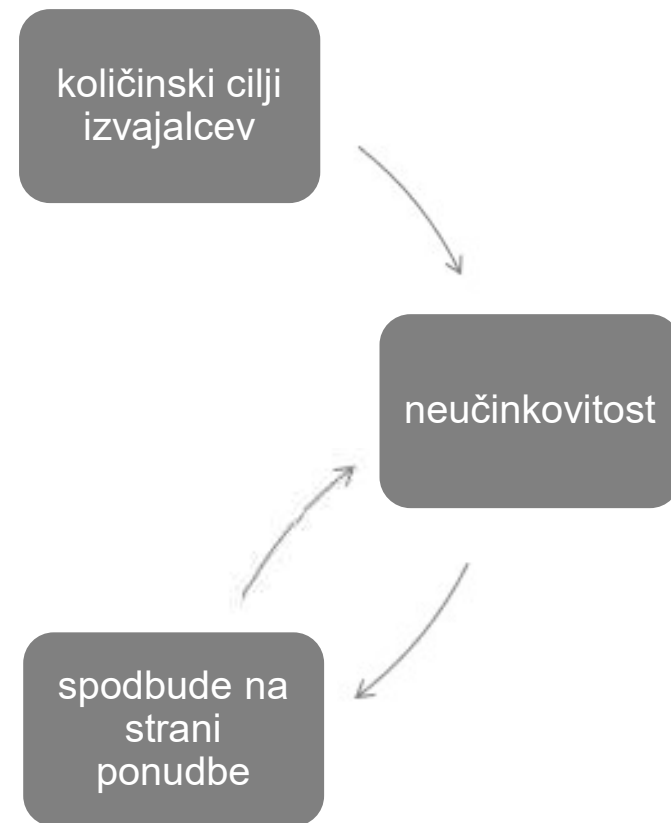 količinski cilji
izvajalcev
neučinkovitost
spodbude na
strani
ponudbe